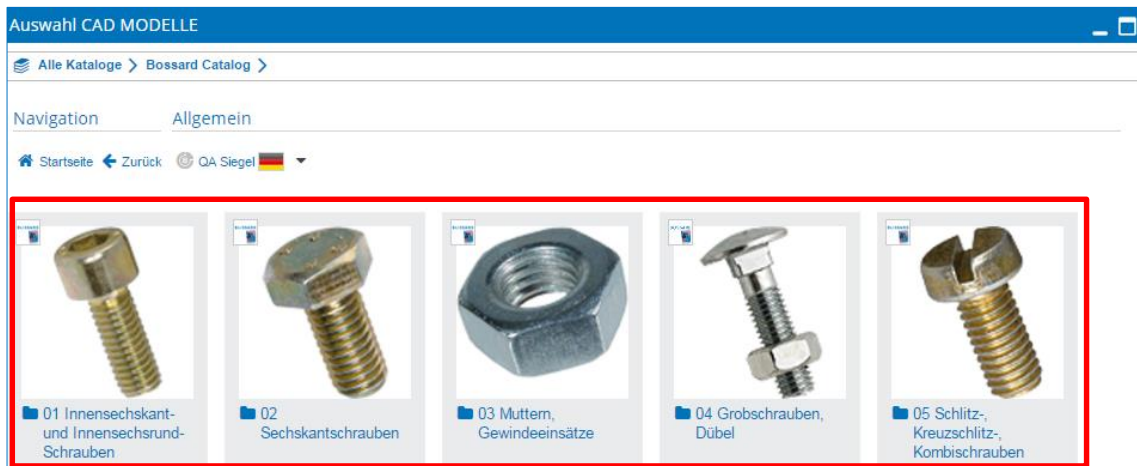 Auswahl CAD MODELLE
Alle Kataloge > Bossard Catalog >
Navigation Allgemein
Startseite Zurück QA Siegel
01 Innensechskant-
und Innensechsrund-
Schrauben
02
Sechskantschrauben
03 Muttern,
Gewindeeinsätze
04 Grobschrauben,
Dübel
05 Schlitz-,
Kreuzschlitz-,
Kombischrauben